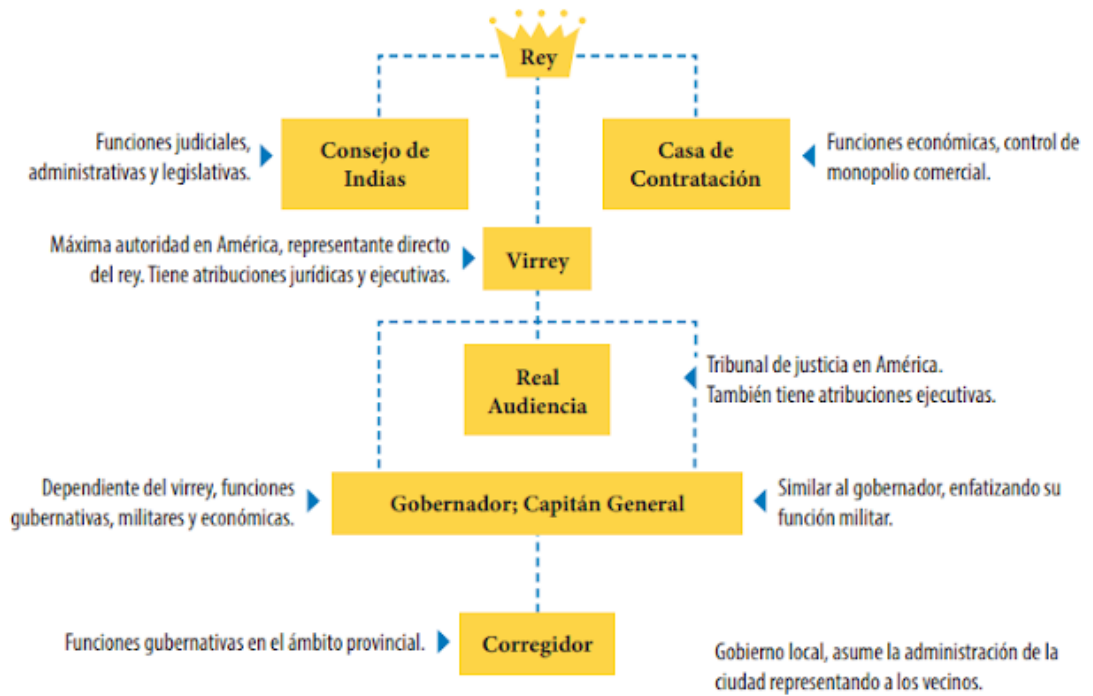 Rey
Funciones judiciales,
administrativas y legislativas.
Consejo de
Indias
Casa de
Contratación
Funciones económicas, control de
monopolio comercial.
Máxima autoridad en América, representante directo
del rey. Tiene atribuciones jurídicas y ejecutivas.
Virrey
Real
Audiencia
Tribunal de justicia en América.
También tiene atribuciones ejecutivas.
Dependiente del virrey, funciones
gubernativas, militares y económicas.
Gobernador; Capitán General
Similar al gobernador, enfatizando su
función militar.
Funciones gubernativas en el ámbito provincial.
Corregidor
Gobierno local, asume la administración de la
ciudad representando a los vecinos.